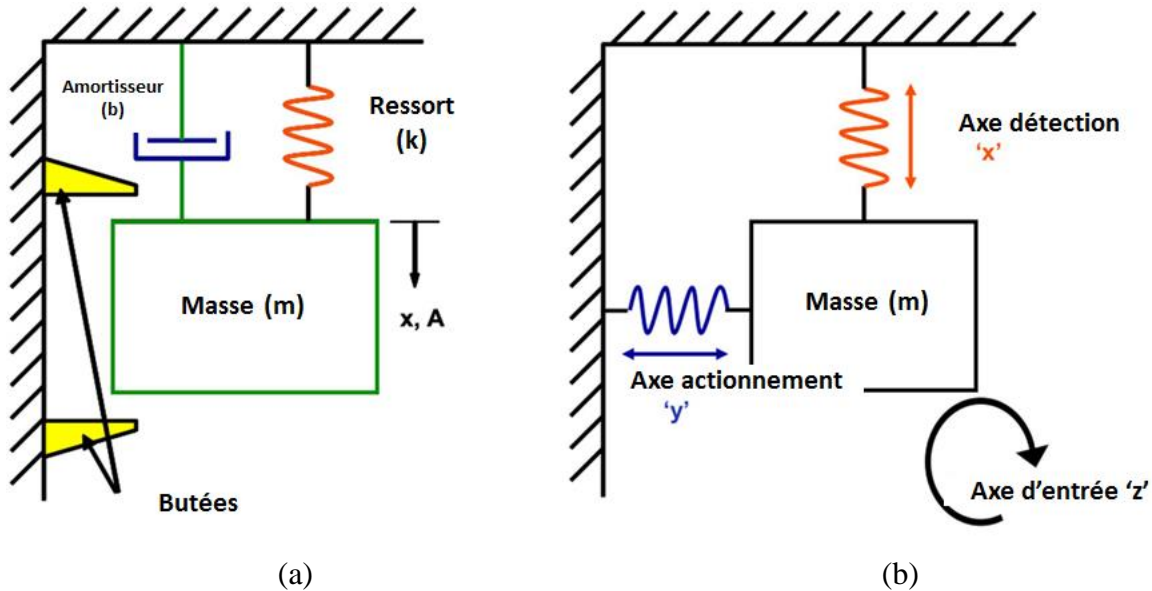 Amortisseur
(b)
Ressort
(k)
Masse (m)
x, A
Butées
(a)
Axe détection
‘x’
Masse (m)
Axe actionnement
‘y’
Axe d’entrée ‘z’
(b)